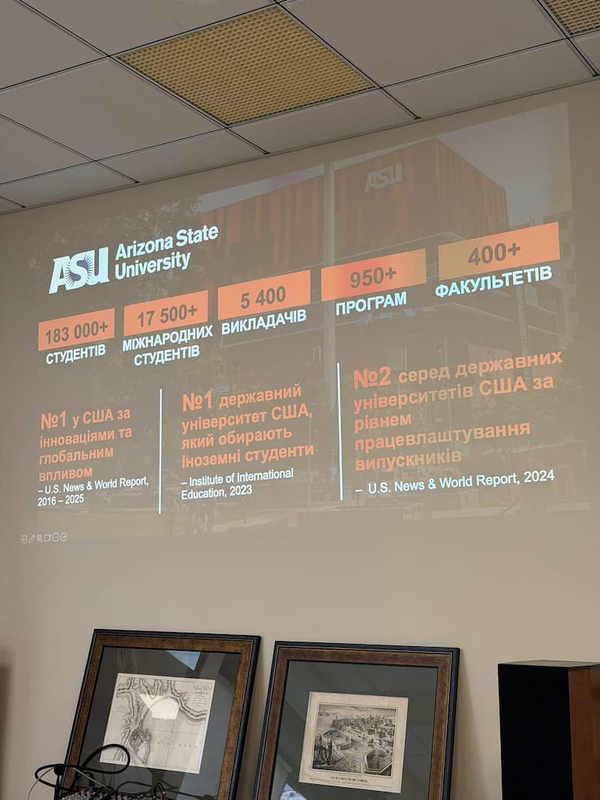 ASU
ASU Arizona State
University
183 000+
СТУДЕНТІВ
17 500+
МІЖНАРОДНИХ
СТУДЕНТІВ
5 400
ВИКЛАДАЧІВ
950+
ПРОГРАМ
400+
ФАКУЛЬТЕТІВ
№1 у США за
інноваціями та
глобальним
впливом
– U.S. News & World Report,
2016 – 2025
№1 державний
університет США,
який обирають
іноземні студенти
– Institute of International
Education, 2023
№2 серед державних
університетів США за
рівнем
працевлаштування
випускників
– U.S. News & World Report, 2024